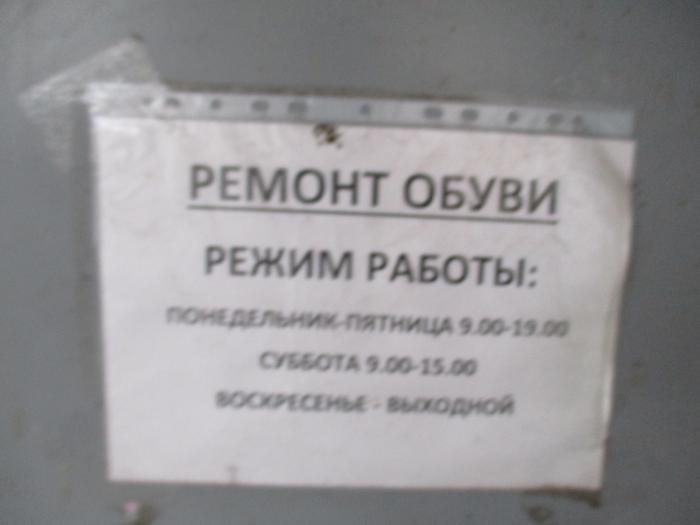 РЕМОНТ ОБУВИ
РЕЖИМ РАБОТЫ:
ПОНЕДЕЛЬНИК-ПЯТНИЦА 9.00-19.00
СУББОТА 9.00-15.00
ВОСКРЕСЕНЬЕ - ВЫХОДНОЙ